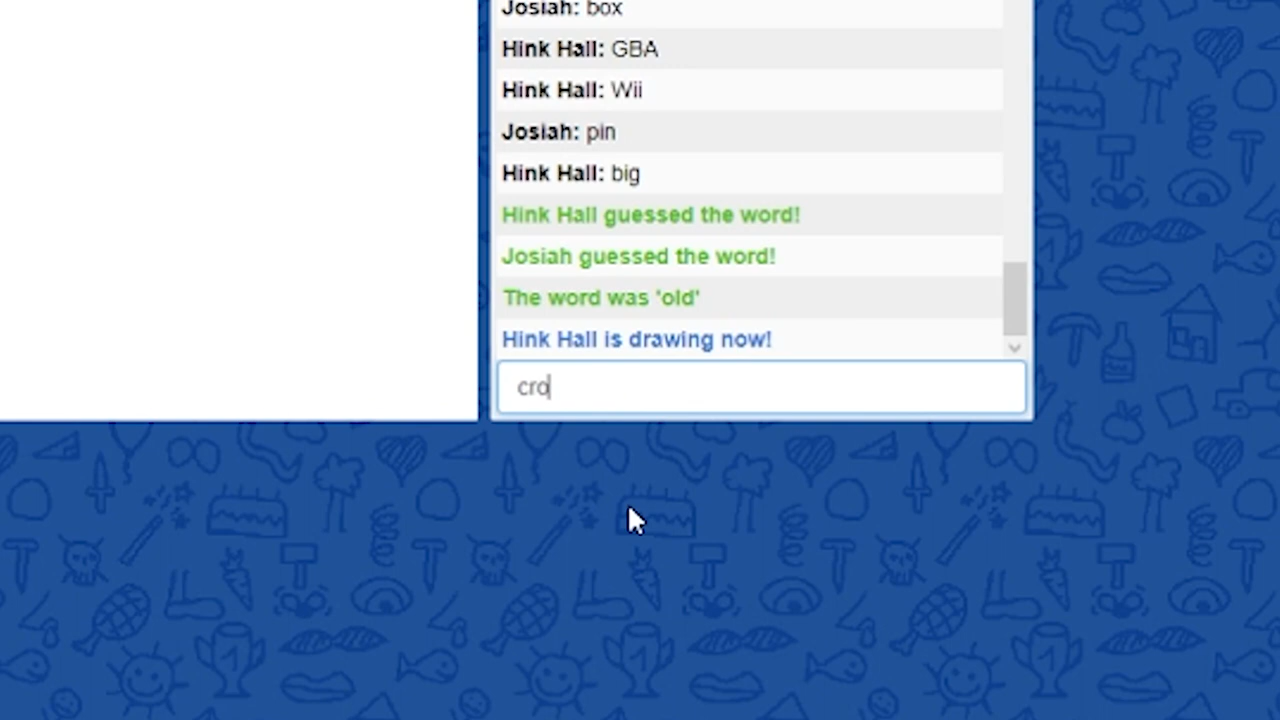 Josiah: box
Hink Hall: GBA
Hink Hall: Wii
Josiah: pin
Hink Hall: big
Hink Hall guessed the word!
Josiah guessed the word!
The word was 'old'
Hink Hall is drawing now!
cro